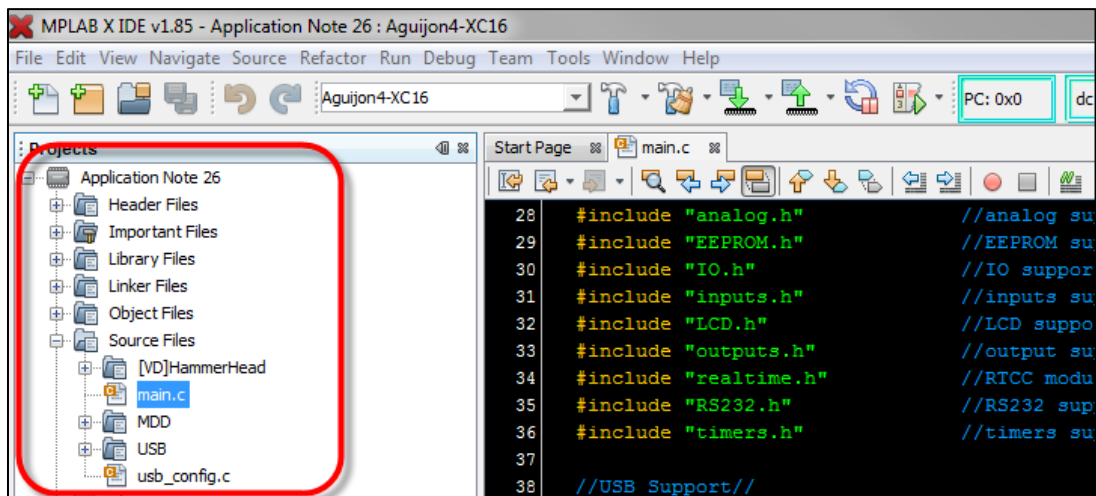 MPLAB X IDE v1.85 - Application Note 26 : Aguijon4-XC16
File Edit View Navigate Source Refactor Run Debug Team Tools Window Help
Aguijon4-XC16
PC: 0x0
dc
Projects
Application Note 26
Header Files
Important Files
Library Files
Linker Files
Object Files
Source Files
[VD]HammerHead
main.c
MDD
USB
usb_config.c
Start Page main.c
28 #include "analog.h" //analog su
29 #include "EEPROM.h" //EEPROM su
30 #include "IO.h" //IO suppor
31 #include "inputs.h" //inputs su
32 #include "LCD.h" //LCD suppo
33 #include "outputs.h" //output su
34 #include "realtime.h" //RTCC modu
35 #include "RS232.h" //RS232 sup
36 #include "timers.h" //timers su
37
38 //USB Support//